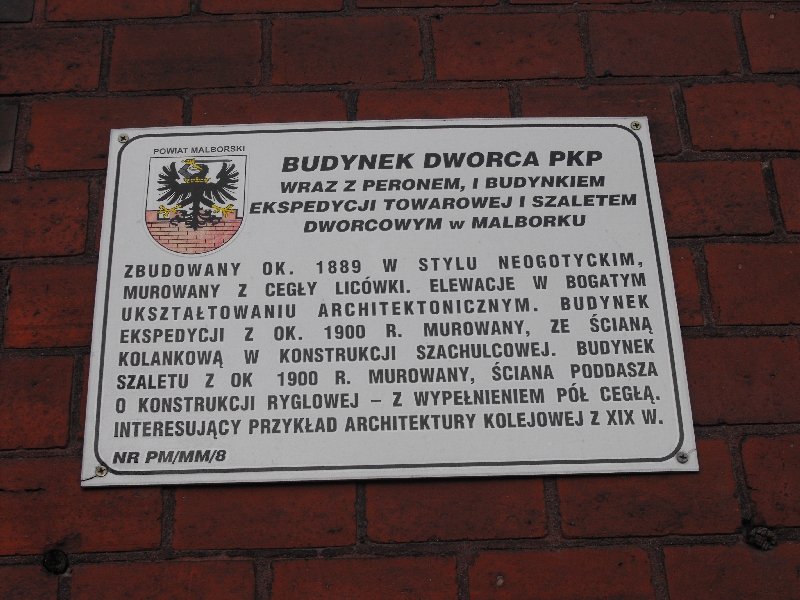 POWIAT MALBORSKI
BUDYNEK DWORCA PKP
WRAZ Z PERONEM, I BUDYNKIEM
EKSPEDYCJI TOWAROWEJ I SZALETEM
DWORCOWYM w MALBORKU
ZBUDOWANY OK. 1889 W STYLU NEOGOTYCKIM,
MUROWANY Z CEGŁY LICÓWKI. ELEWACJE W BOGATYM
UKSZTAŁTOWANIU ARCHITEKTONICZNYM. BUDYNEK
EKSPEDYCJI Z OK. 1900 R. MUROWANY, ZE ŚCIANĄ
KOLANKOWĄ W KONSTRUKCJI SZACHULCOWEJ. BUDYNEK
SZALETU Z OK 1900 R. MUROWANY, ŚCIANA PODDASZA
O KONSTRUKCJI RYGLOWEJ – Z WYPEŁNIENIEM PÓŁ CEGŁĄ.
INTERESUJĄCY PRZYKŁAD ARCHITEKTURY KOLEJOWEJ Z XIX W.
NR PM/MM/8